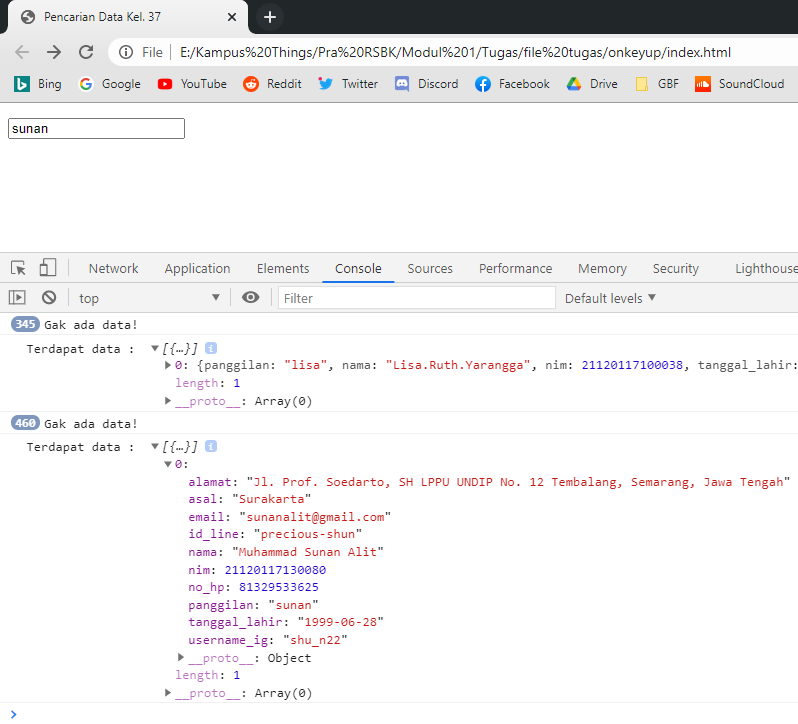 Pencarian Data Kel. 37
File | E:/Kampus%20Things/Pra%20RSBK/Modul%201/Tugas/file%20tugas/onkeyup/index.html
Bing Google YouTube Reddit Twitter Discord Facebook Drive GBF SoundCloud
sunan
Network Application Elements Console Sources Performance Memory Security Lighthouse
top Filter Default levels
345 Gak ada data!
Terdapat data : [{…}]
0: {panggilan: "lisa", nama: "Lisa.Ruth.Yarangga", nim: 21120117100038, tanggal_lahir:
length: 1
__proto__: Array(0)
460 Gak ada data!
Terdapat data : [{…}]
0:
alamat: "Jl. Prof. Soedarto, SH LPPU UNDIP No. 12 Tembalang, Semarang, Jawa Tengah"
asal: "Surakarta"
email: "sunanalit@gmail.com"
id_line: "precious-shun"
nama: "Muhammad Sunan Alit"
nim: 21120117130080
no_hp: 81329533625
panggilan: "sunan"
tanggal_lahir: "1999-06-28"
username_ig: "shu_n22"
__proto__: Object
length: 1
__proto__: Array(0)